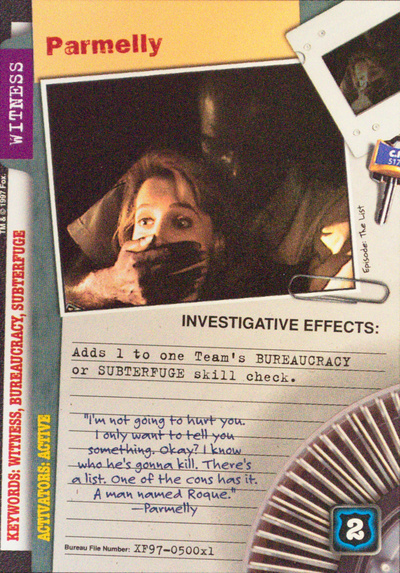 Parmelly
WITNESS
TM & © 1997 Fox.
KEYWORDS: WITNESS, BUREAUCRACY, SUBTERFUGE
ACTIVATORS: ACTIVE
Episode: The List
INVESTIGATIVE EFFECTS:
Adds 1 to one Team's BUREAUCRACY
or SUBTERFUGE skill check.
"I'm not going to hurt you.
I only want to tell you
something. Okay? I know
who he's gonna kill. There's
a list. One of the cons has it.
A man named Roque."
—Parmelly
2
Bureau File Number: XF97-0500x1